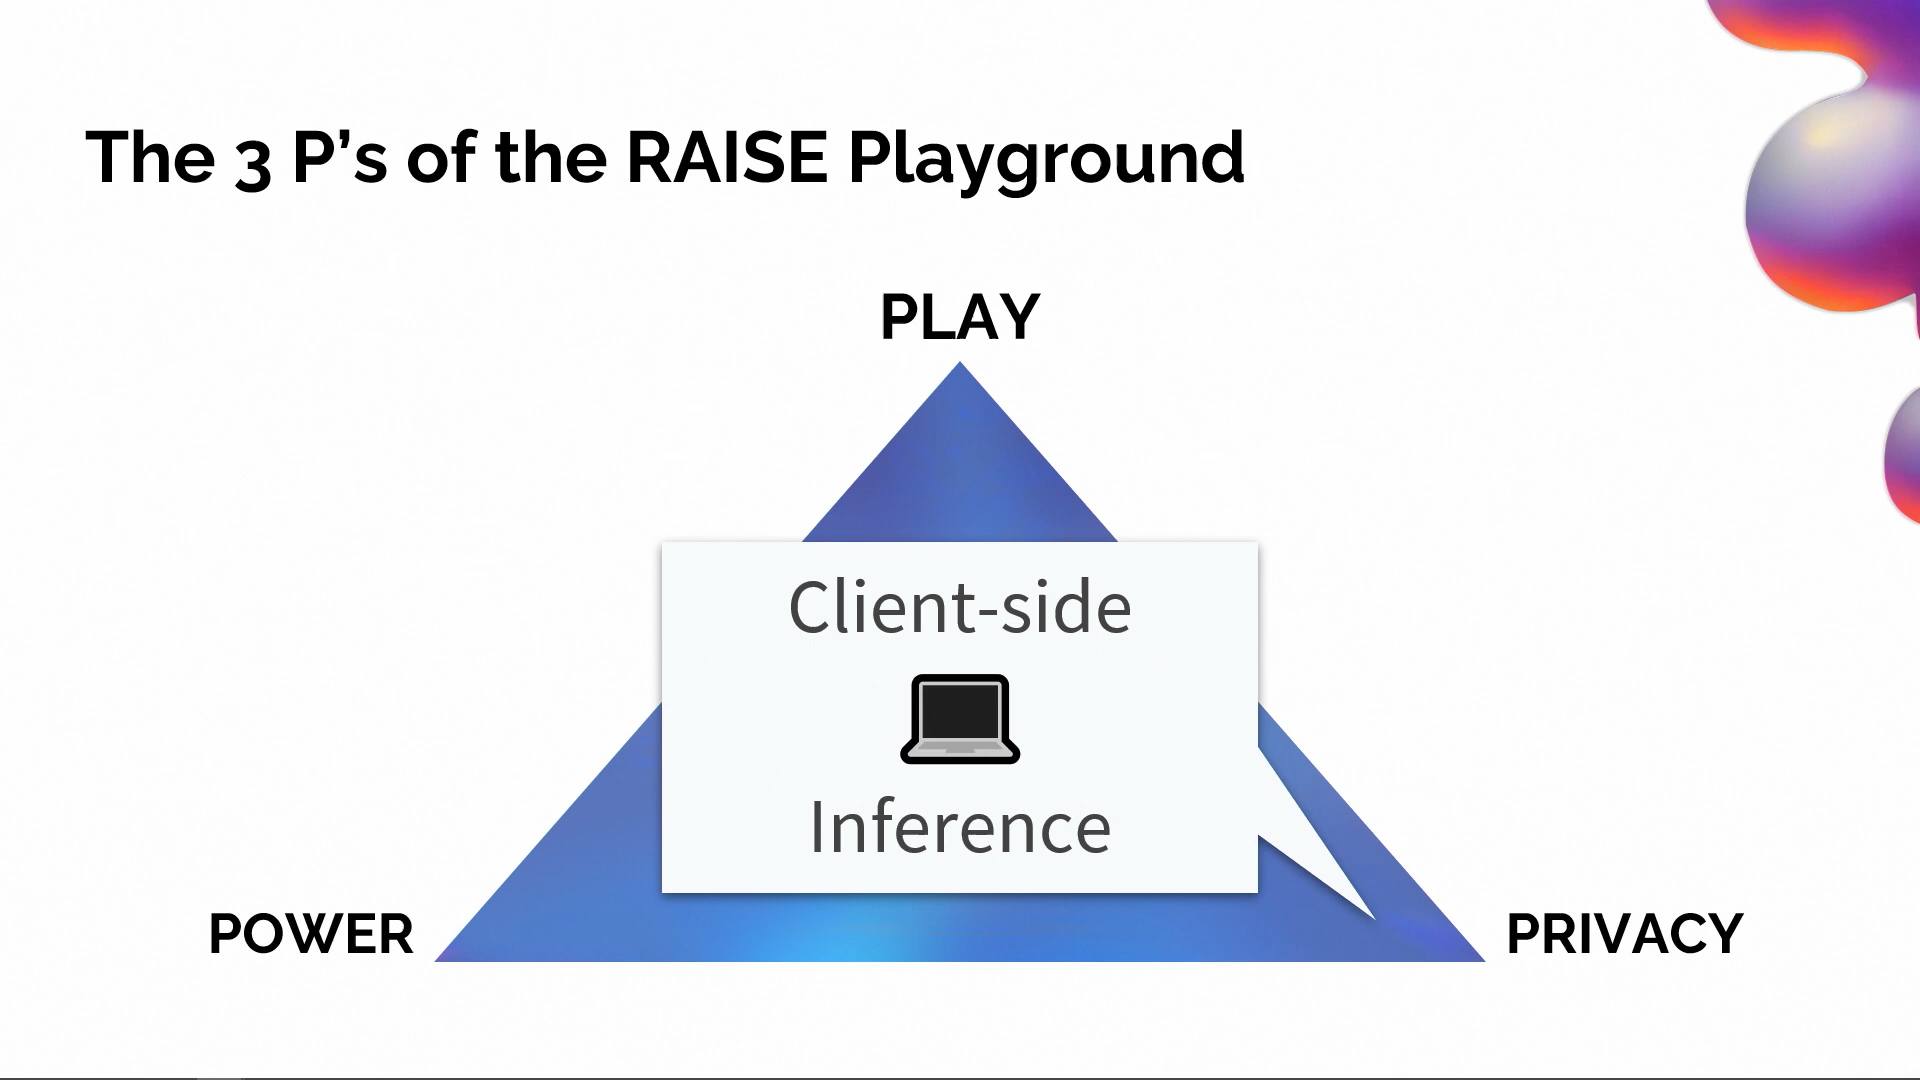 The 3 P’s of the RAISE Playground
PLAY
Client-side
Inference
POWER
PRIVACY